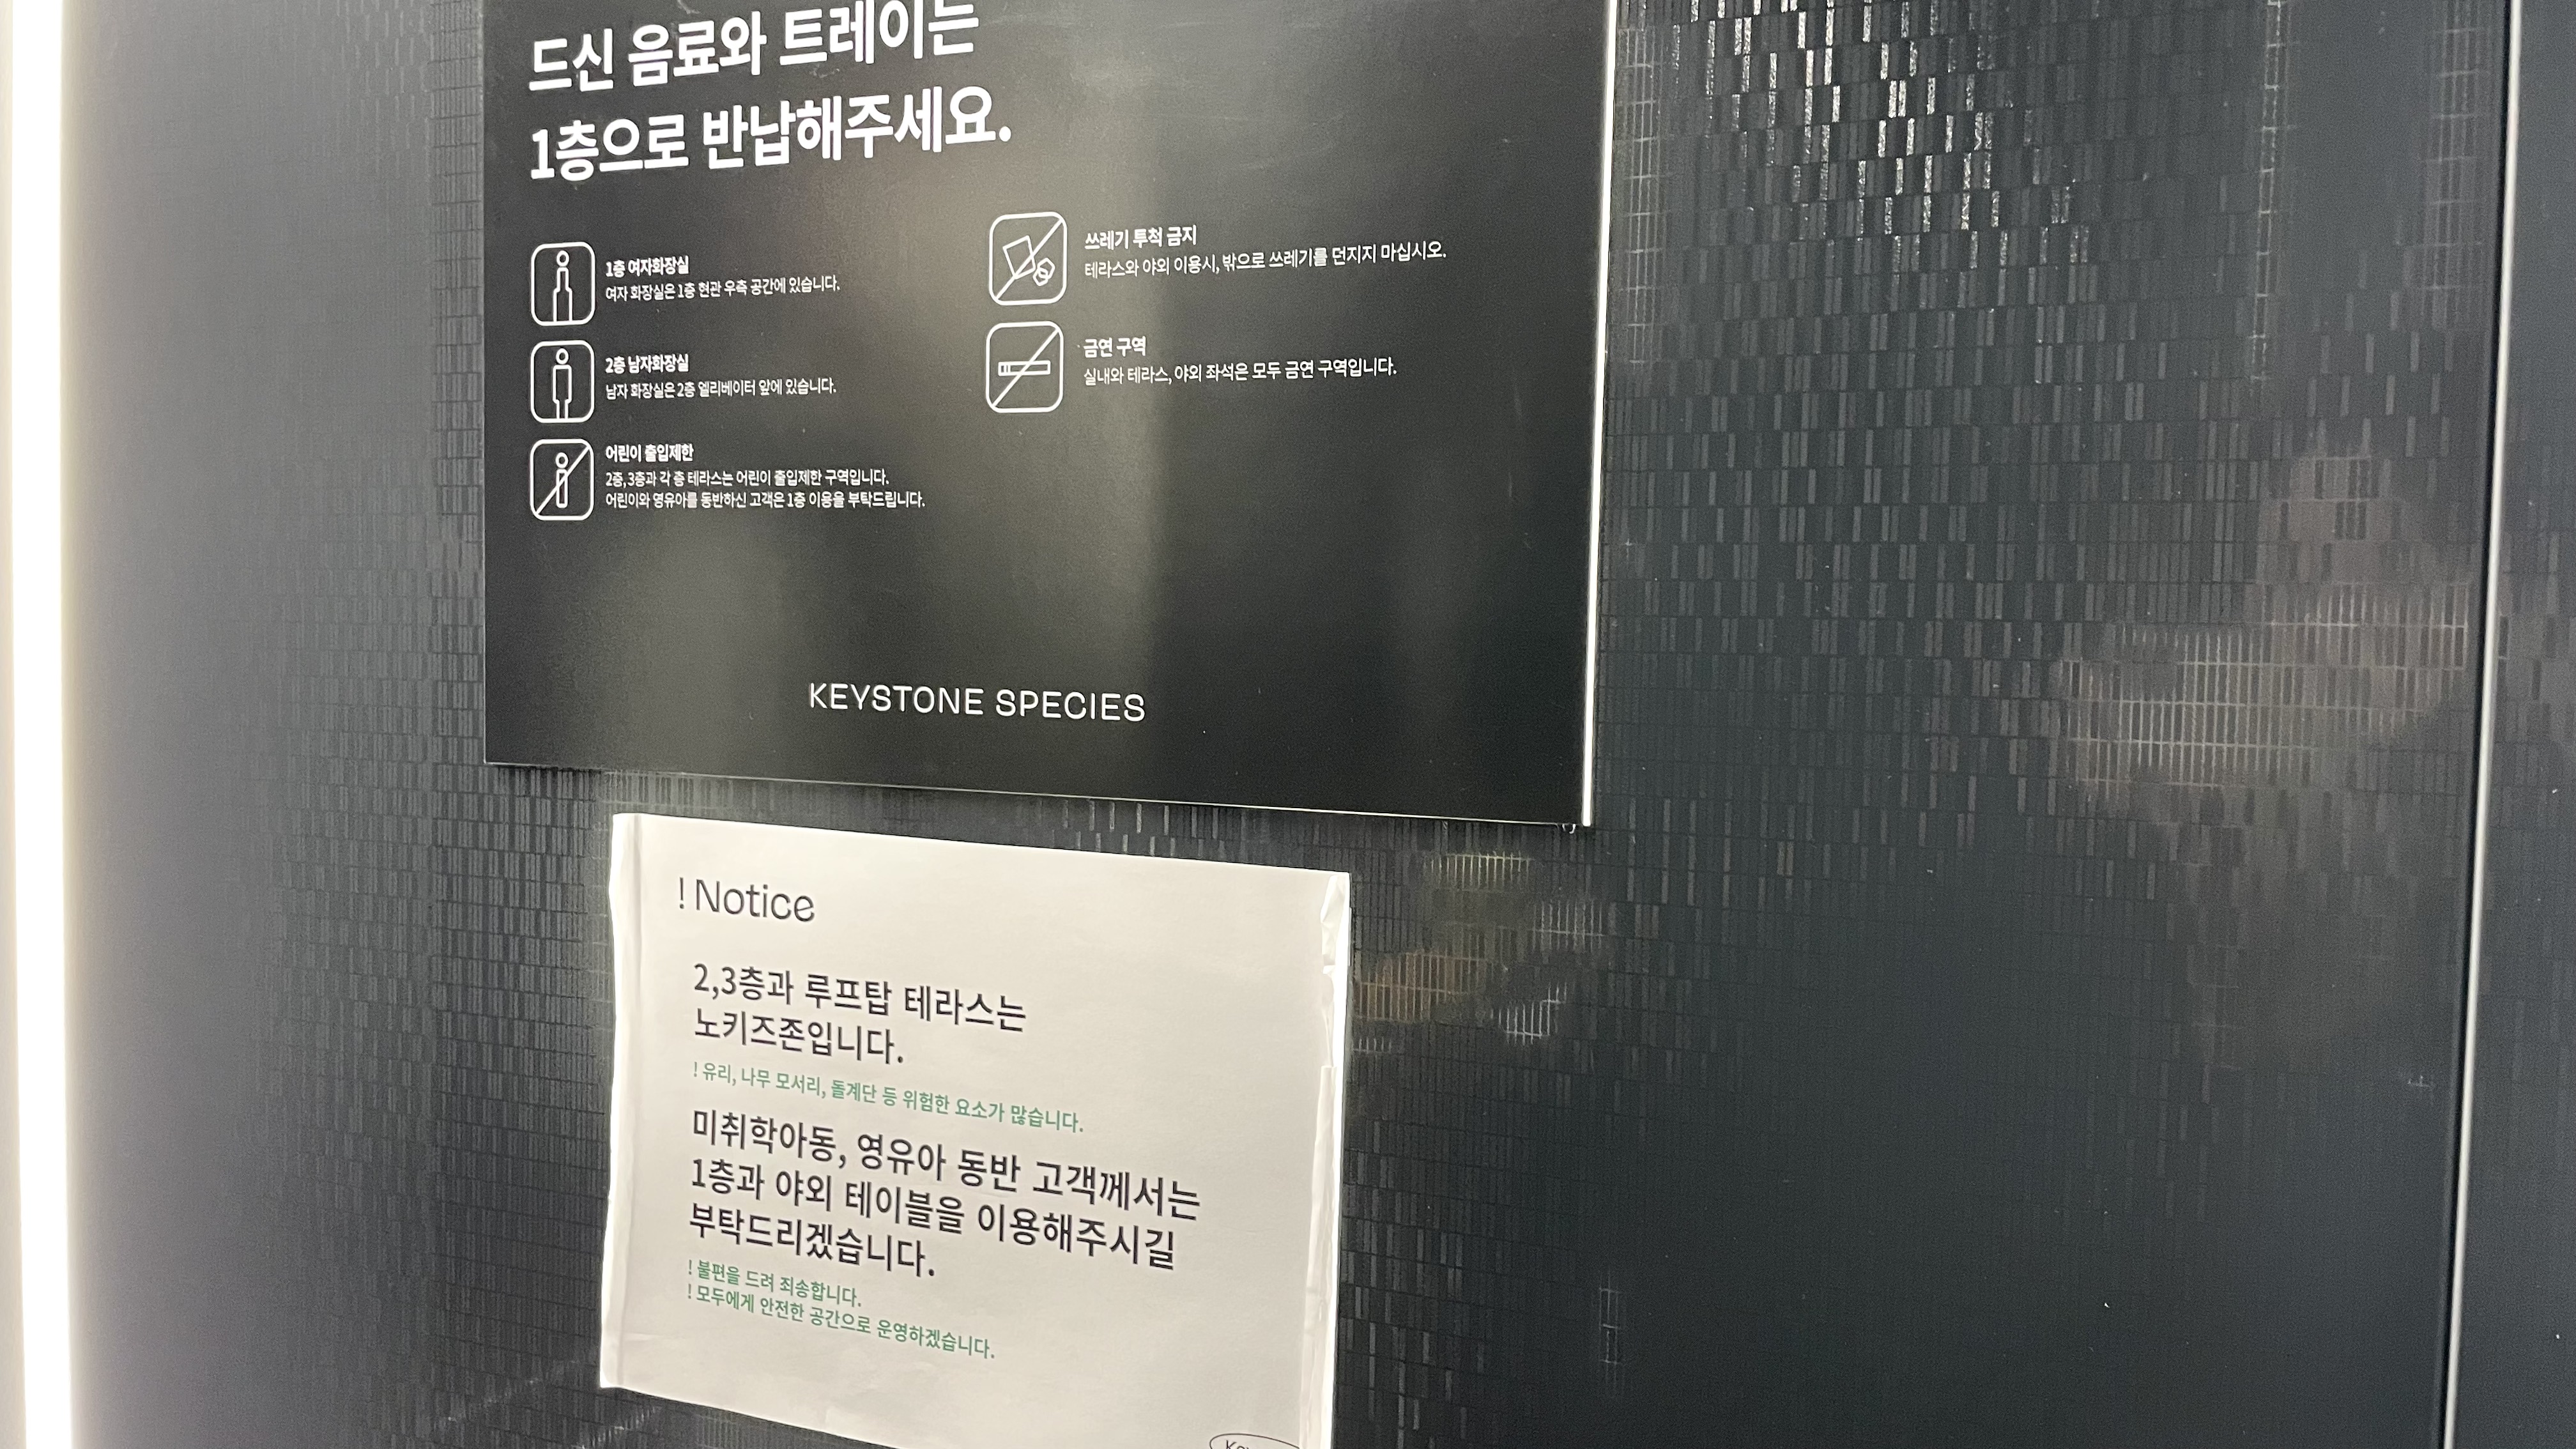 드신 음료와 트레이는
1층으로 반납해주세요.
1층 여자화장실
여자 화장실은 1층 현관 우측 공간에 있습니다.
2층 남자화장실
남자 화장실은 2층 엘리베이터 앞에 있습니다.
어린이 출입제한
2층,3층과 각 층 테라스는 어린이 출입제한 구역입니다.
어린이와 영유아를 동반하신 고객은 1층 이용을 부탁드립니다.
쓰레기 투척 금지
테라스와 야외 이용시, 밖으로 쓰레기를 던지지 마십시오.
금연 구역
실내와 테라스, 야외 좌석은 모두 금연 구역입니다.
KEYSTONE SPECIES
! Notice
2,3층과 루프탑 테라스는
노키즈존입니다.
! 유리, 나무 모서리, 돌계단 등 위험한 요소가 많습니다.
미취학아동, 영유아 동반 고객께서는
1층과 야외 테이블을 이용해주시길
부탁드리겠습니다.
! 불편을 드려 죄송합니다.
! 모두에게 안전한 공간으로 운영하겠습니다.